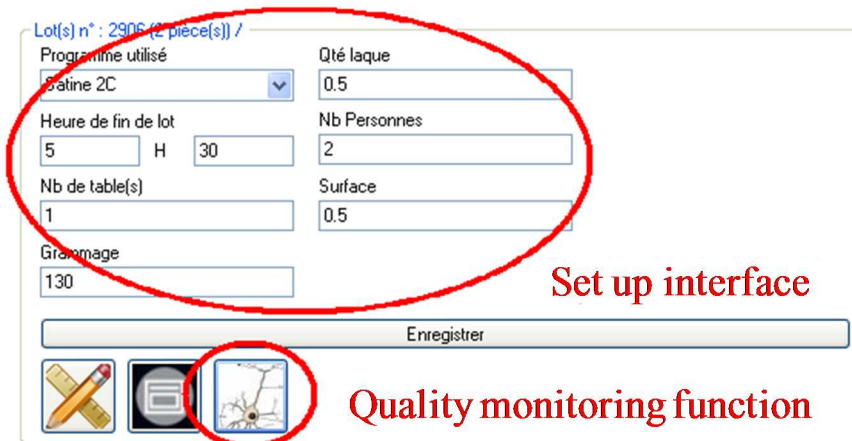 Lot(s) n° : 2906 (2 pièce(s)) /
Programme utilisé
Satine 2C
Qté laque
0.5
Heure de fin de lot
5 H 30
Nb Personnes
2
Nb de table(s)
1
Surface
0.5
Grammage
130
Set up interface
Enregistrer
Quality monitoring function